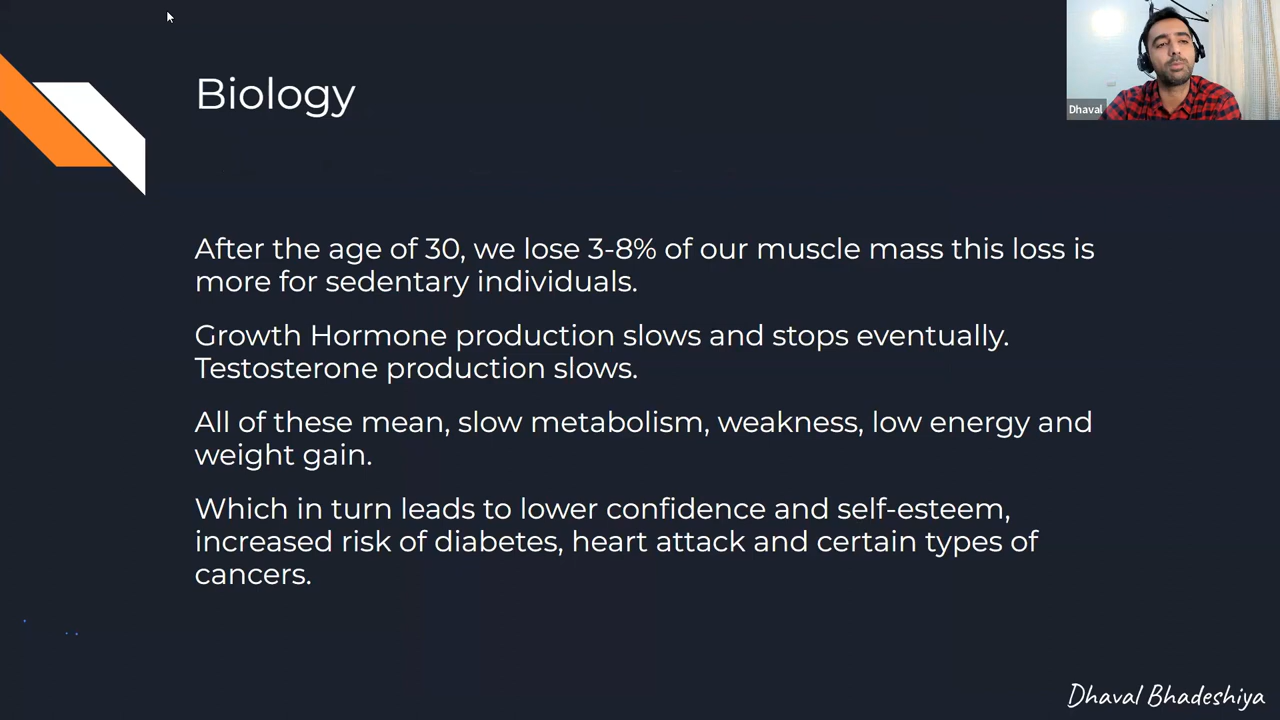 Biology
Dhaval
After the age of 30, we lose 3-8% of our muscle mass this loss is
more for sedentary individuals.
Growth Hormone production slows and stops eventually.
Testosterone production slows.
All of these mean, slow metabolism, weakness, low energy and
weight gain.
Which in turn leads to lower confidence and self-esteem,
increased risk of diabetes, heart attack and certain types of
cancers.
Dhaval Bhadeshiya